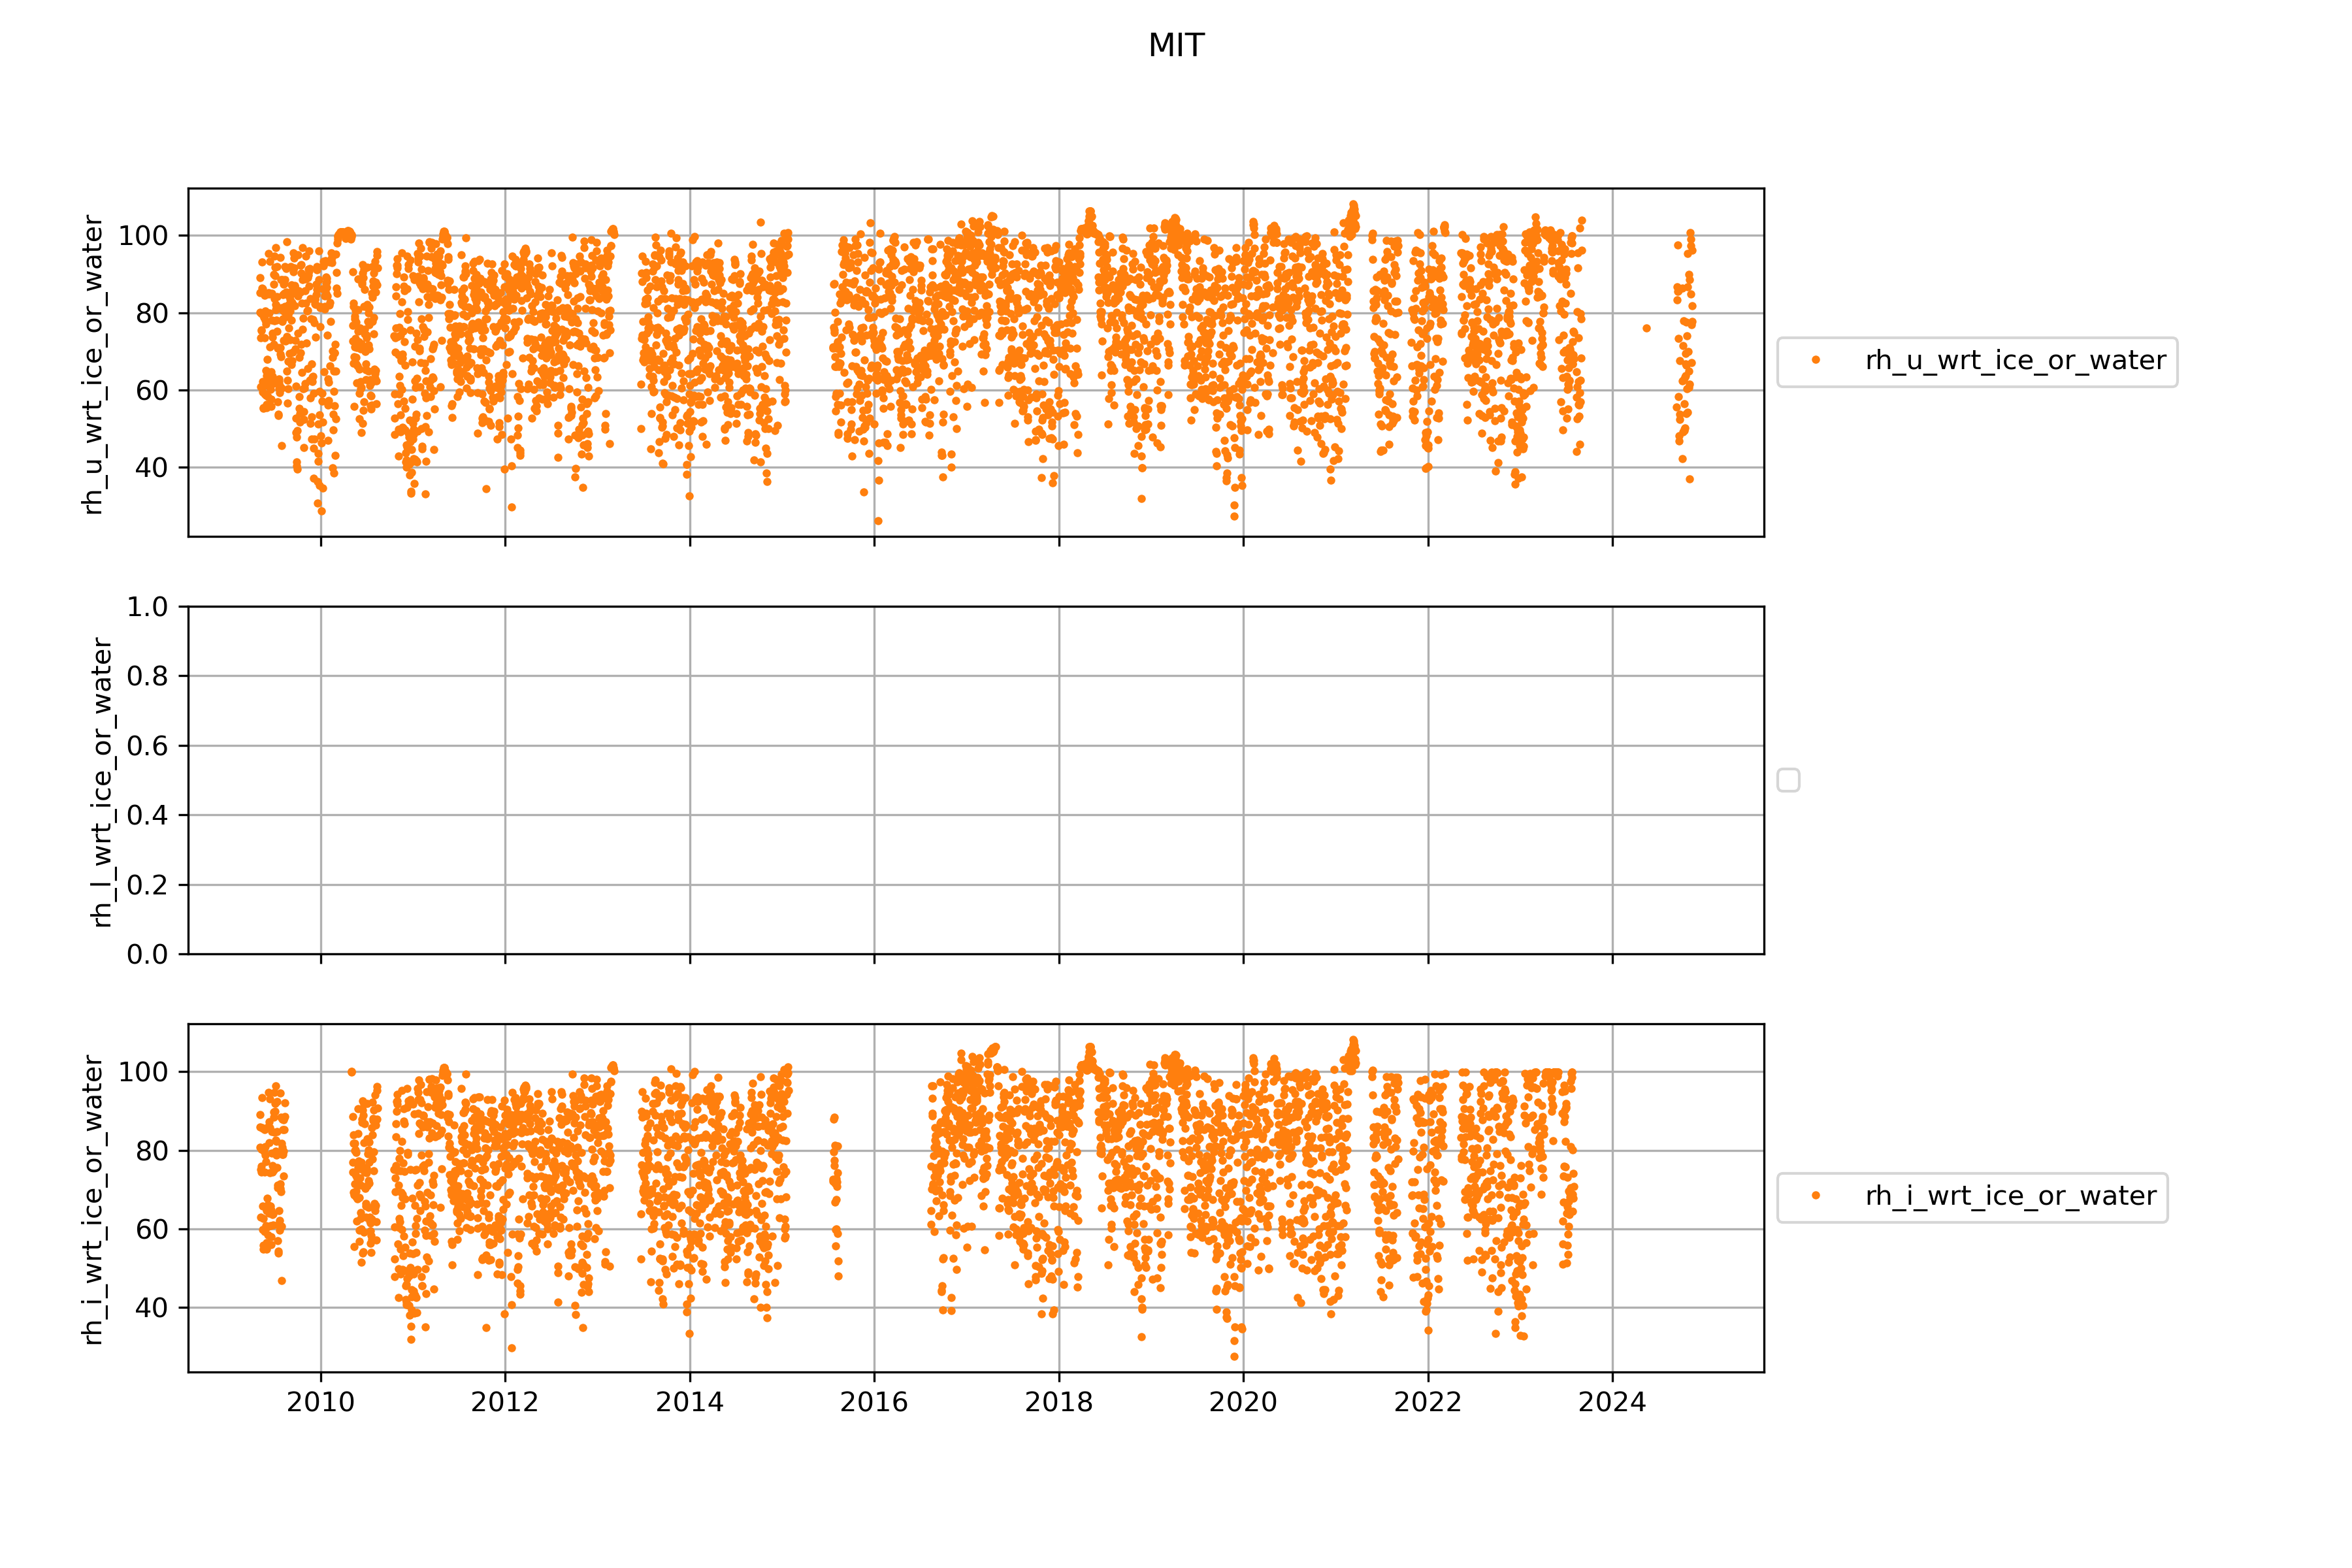 MIT
rh_u_wrt_ice_or_water
100
80
60
40
rh_u_wrt_ice_or_water
rh_l_wrt_ice_or_water
1.0
0.8
0.6
0.4
0.2
0.0
rh_i_wrt_ice_or_water
100
80
60
40
rh_i_wrt_ice_or_water
2010 2012 2014 2016 2018 2020 2022 2024